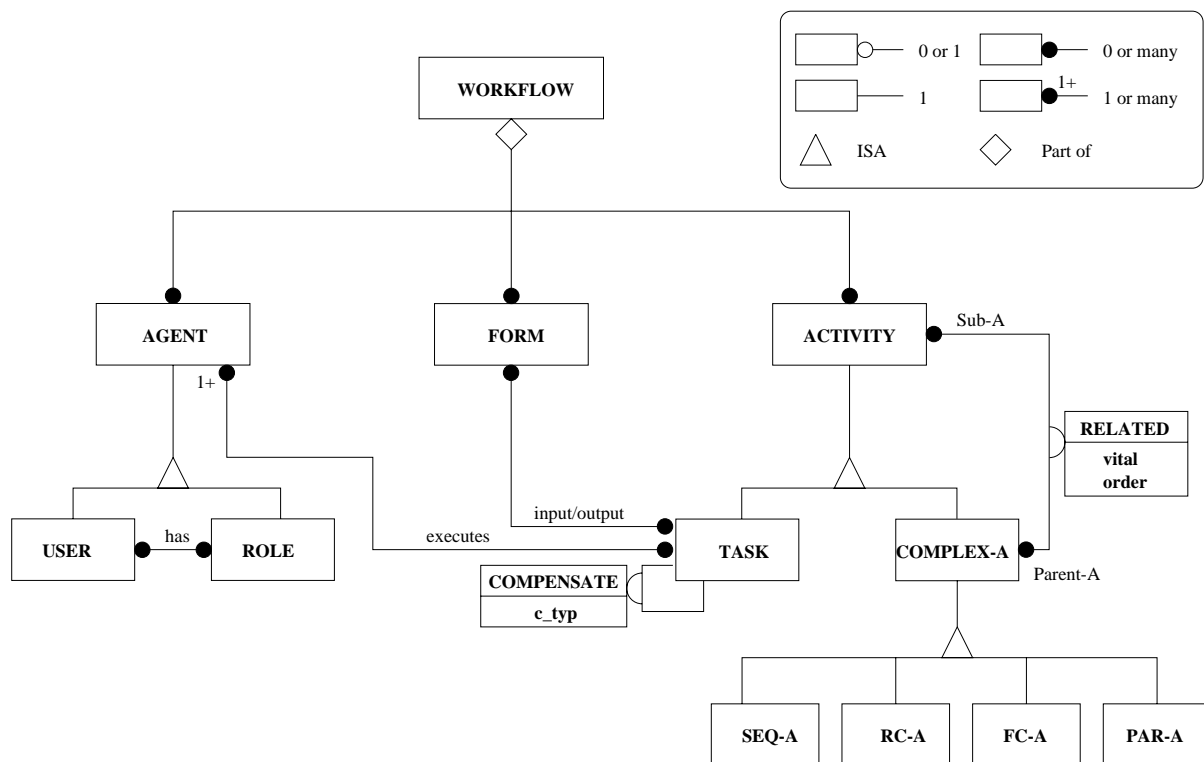 WORKFLOW
0 or 1
0 or many
1
1+
1 or many
ISA
Part of
AGENT
FORM
ACTIVITY
Sub-A
1+
RELATED
vital
order
USER
has
ROLE
executes
input/output
TASK
COMPLEX-A
Parent-A
COMPENSATE
c_typ
SEQ-A
RC-A
FC-A
PAR-A